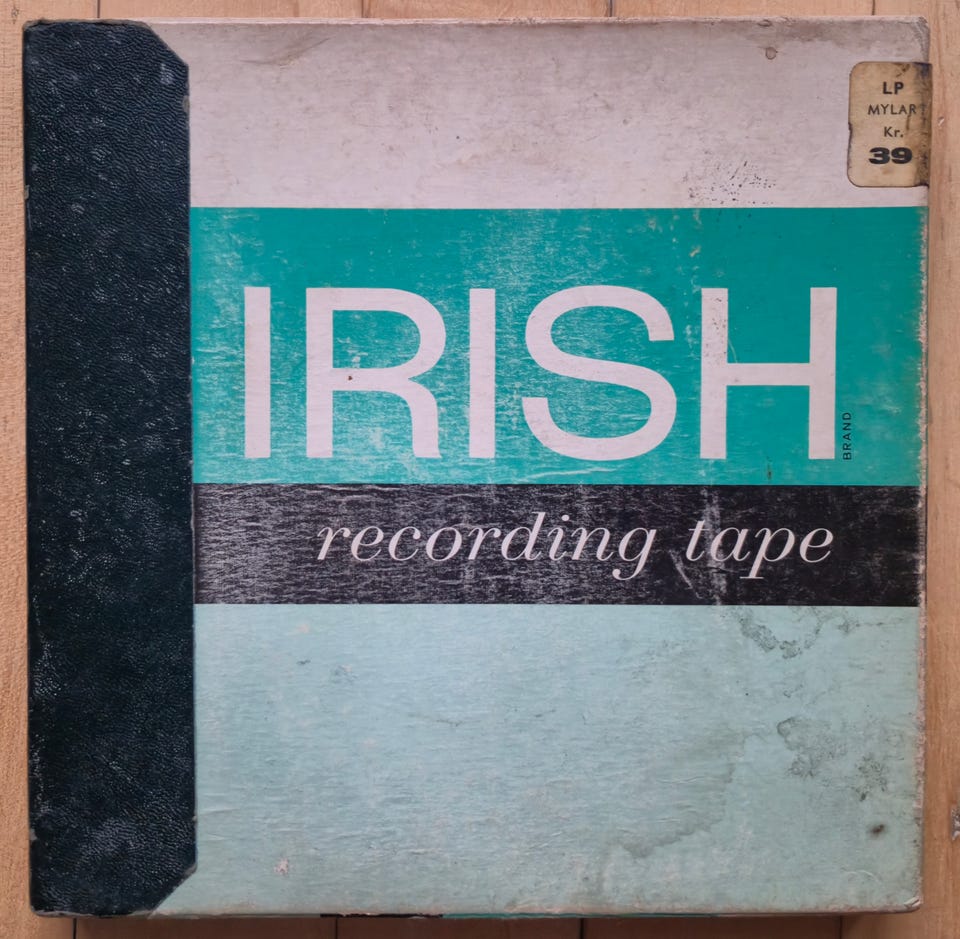 LP
MYLAR
Kr.
39
IRISH
BRAND
recording tape